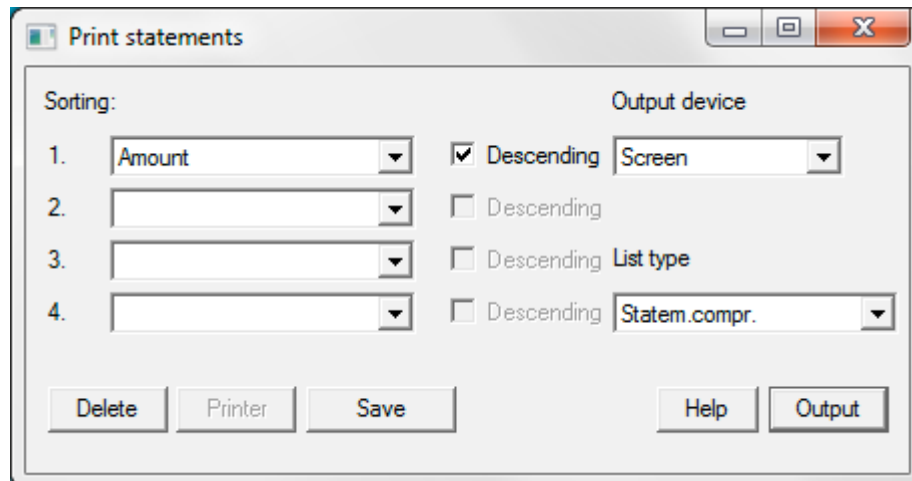 Print statements
Sorting: Output device
1. Amount Descending Screen
2. Descending
3. Descending List type
4. Descending Statem.compr.
Delete Printer Save Help Output